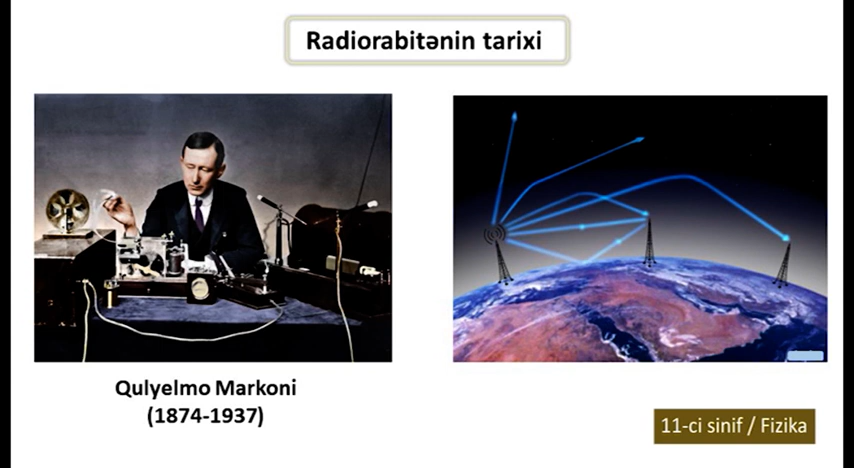 Radiorabitənin tarixi
Qulyelmo Markoni
(1874-1937)
11-ci sinif / Fizika